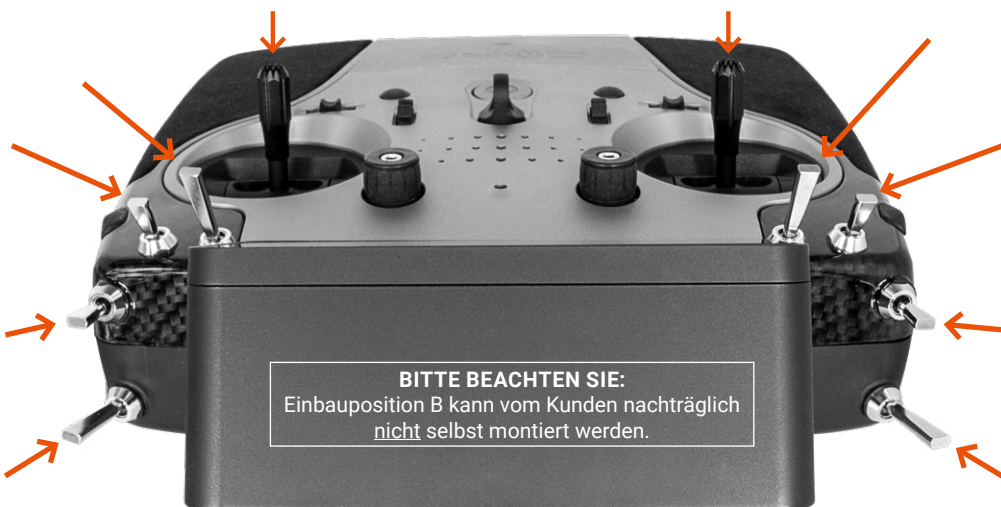 BITTE BEACHTEN SIE:
Einbauposition B kann vom Kunden nachträglich
nicht selbst montiert werden.